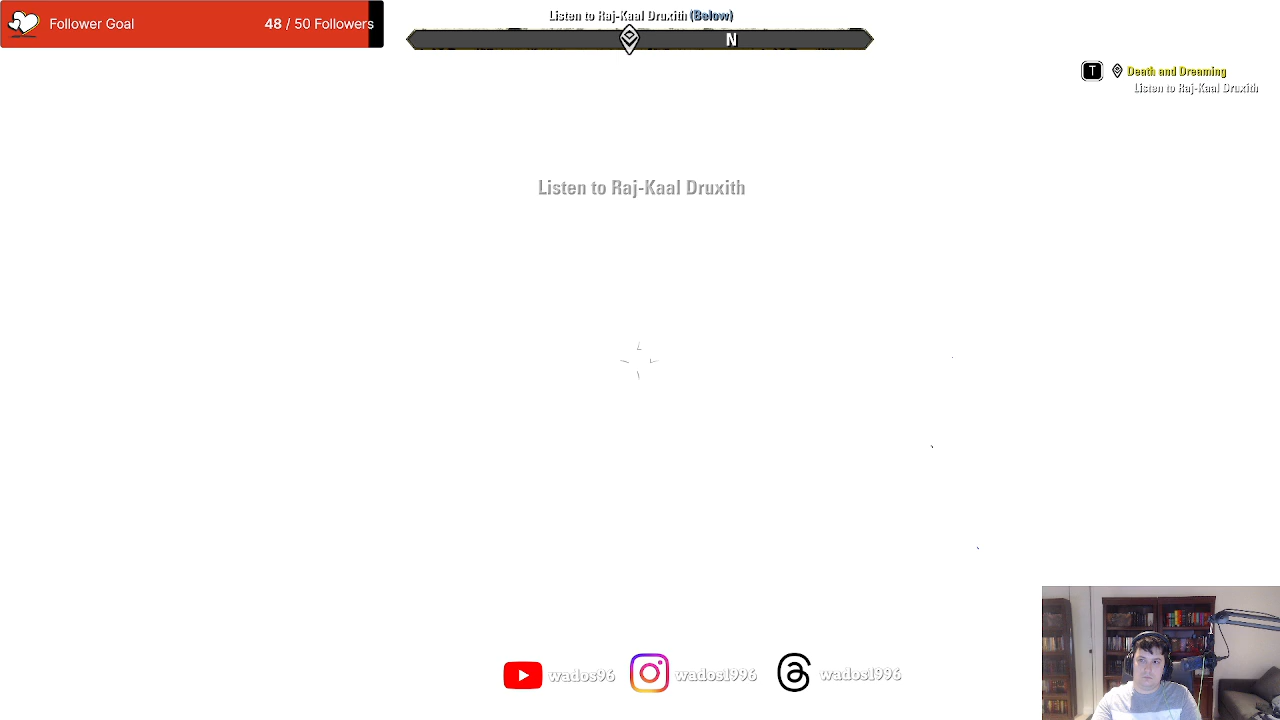 Follower Goal
48 / 50 Followers
Listen to Raj-Kaal Druxith (Below)
N
T
Death and Dreaming
Listen to Raj-Kaal Druxith
Listen to Raj-Kaal Druxith
wados96
wados1996
wados1996